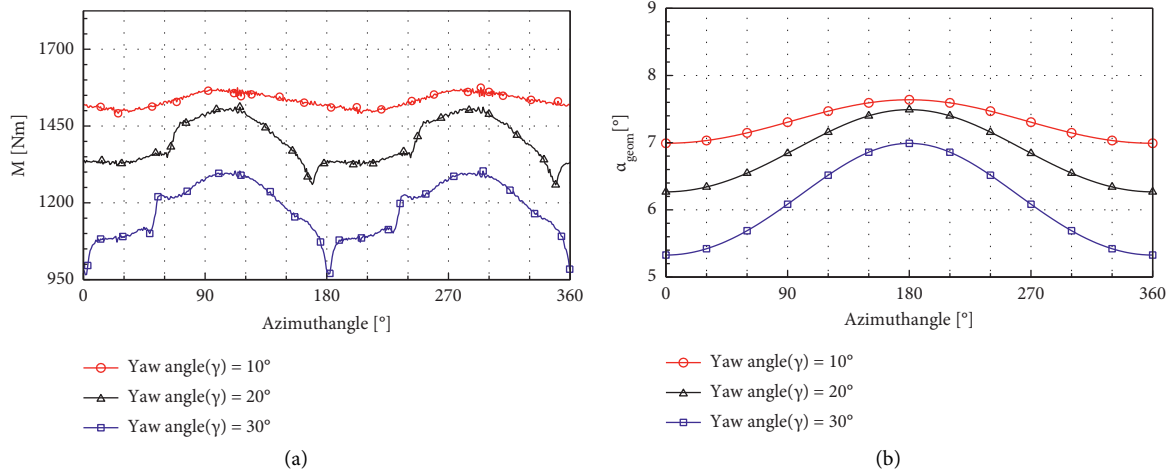 1700
1450
1200
950
M [Nm]
0 90 180 270 360
Azimuthangle [°]
Yaw angle(γ) = 10°
Yaw angle(γ) = 20°
Yaw angle(γ) = 30°
(a)
9
8
7
6
5
α_geom[°]
0 90 180 270 360
Azimuthangle [°]
Yaw angle(γ) = 10°
Yaw angle(γ) = 20°
Yaw angle(γ) = 30°
(b)